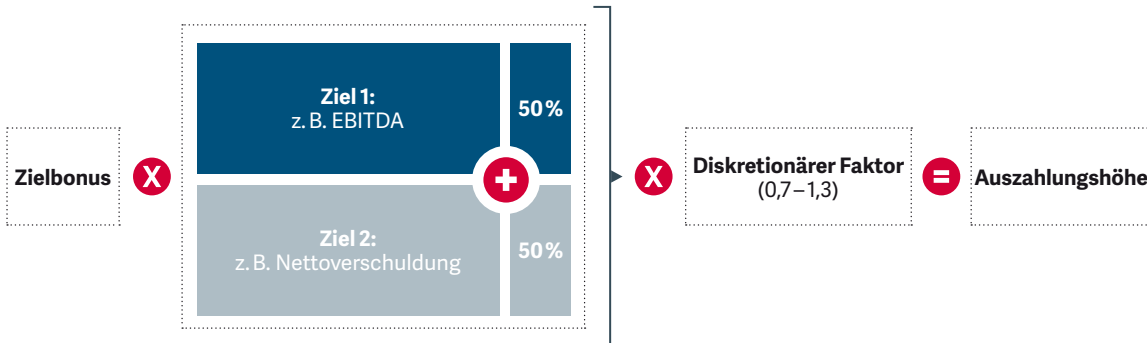 Zielbonus
X
Ziel 1:
z. B. EBITDA
50 %
+
Ziel 2:
z. B. Nettoverschuldung
50 %
X
Diskretionärer Faktor
(0,7 – 1,3)
=
Auszahlungshöhe